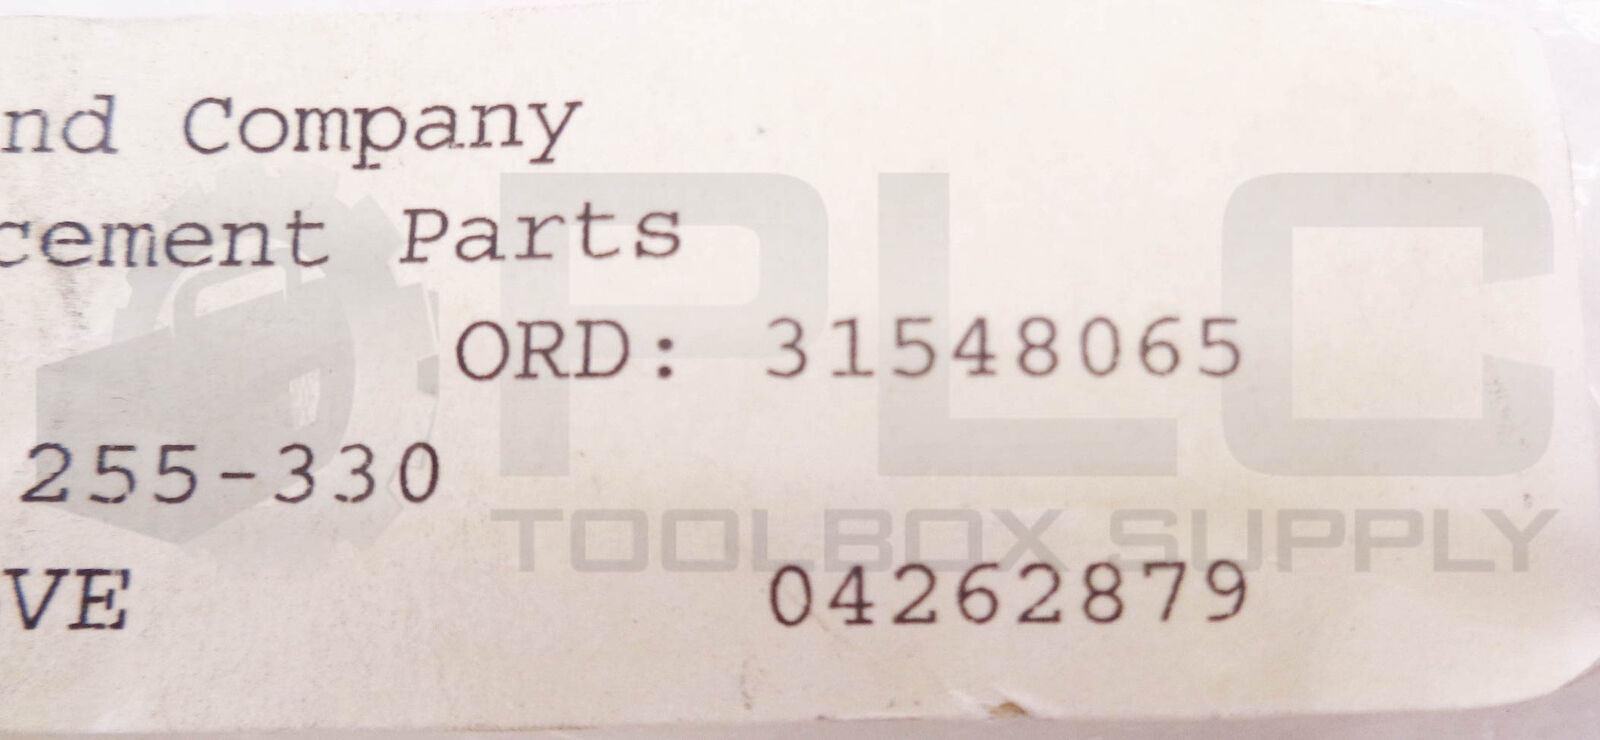 nd Company
cement Parts
ORD: 31548065
255-330
VE 04262879
PLC
TOOLBOX SUPPLY